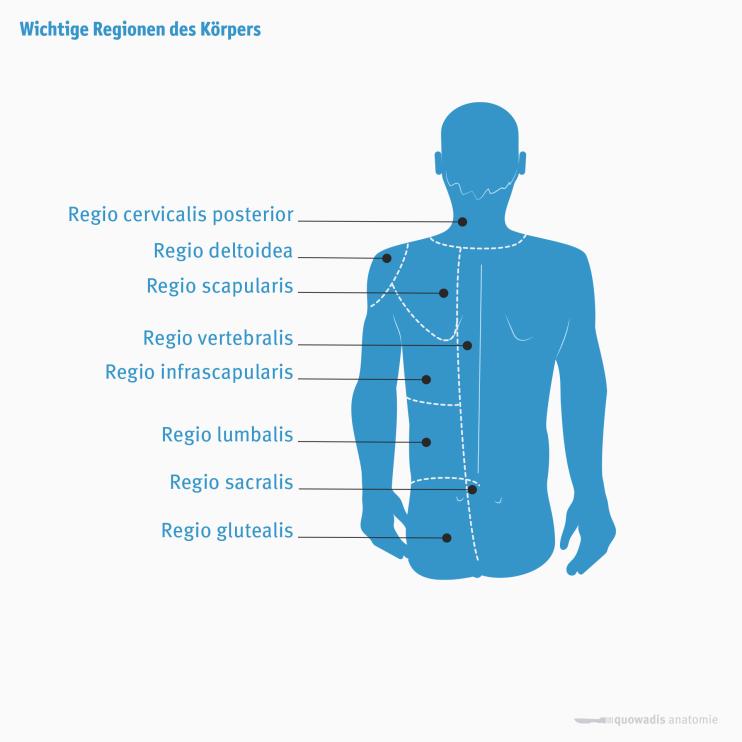 Wichtige Regionen des Körpers
Regio cervicalis posterior
Regio deltoidea
Regio scapularis
Regio vertebralis
Regio infrascapularis
Regio lumbalis
Regio sacralis
Regio glutealis
quowadis anatomie